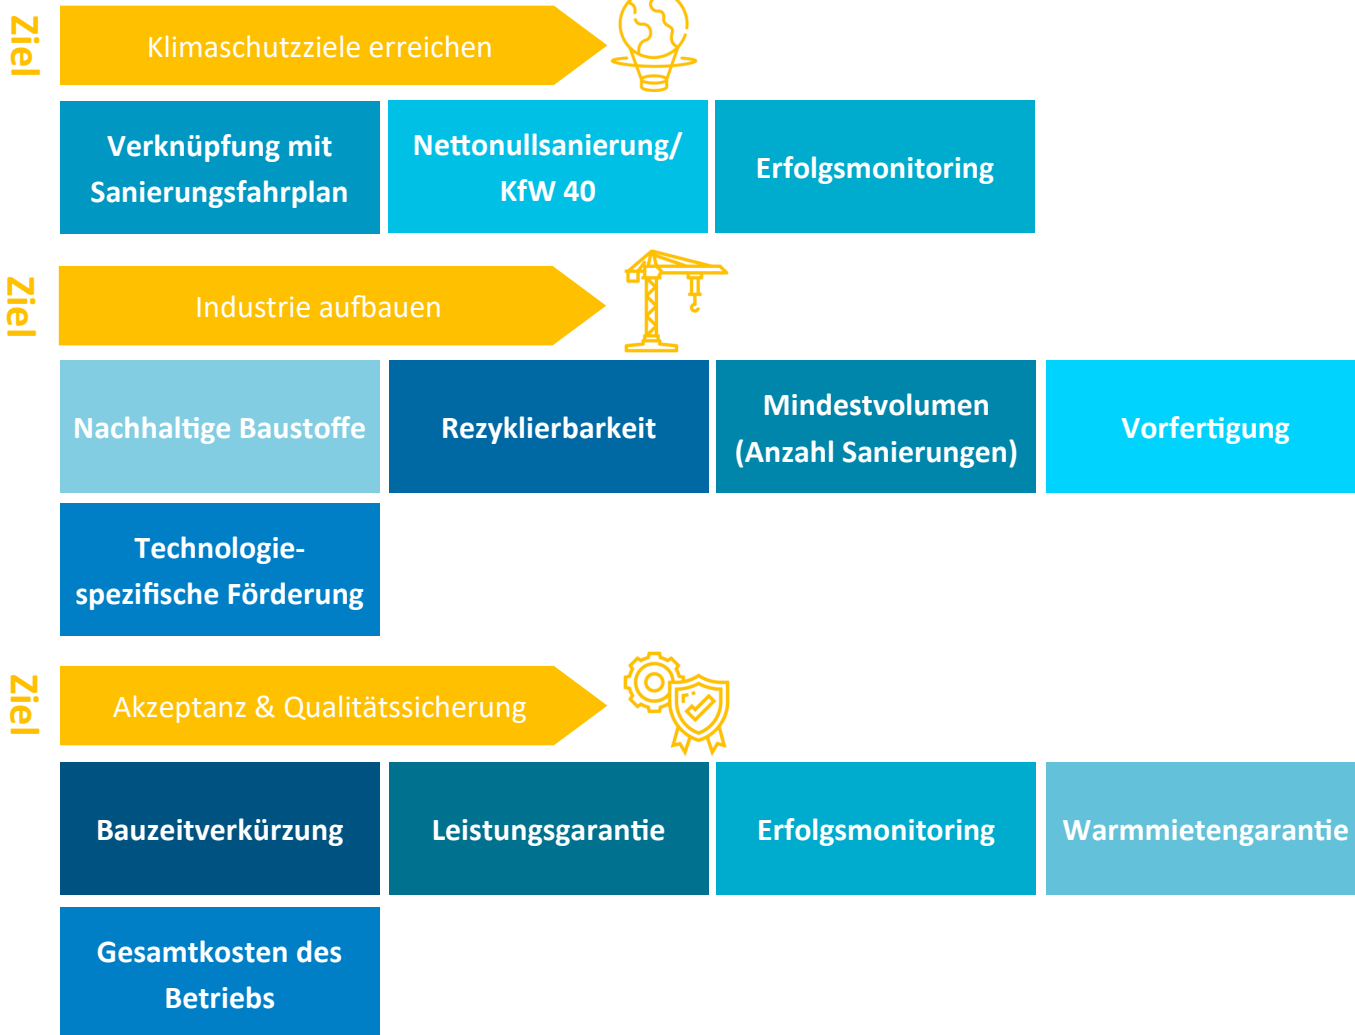 Ziel
Klimaschutzziele erreichen
Verknüpfung mit
Sanierungsfahrplan
Nettonullsanierung/
KfW 40
Erfolgsmonitoring
Ziel
Industrie aufbauen
Nachhaltige Baustoffe
Rezyklierbarkeit
Mindestvolumen
(Anzahl Sanierungen)
Vorfertigung
Technologie-
spezifische Förderung
Ziel
Akzeptanz & Qualitätssicherung
Bauzeitverkürzung
Leistungsgarantie
Erfolgsmonitoring
Warmmietengarantie
Gesamtkosten des
Betriebs